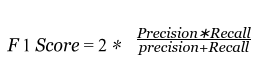 F 1 Score = 2 * Precision*Recall / precision+Recall